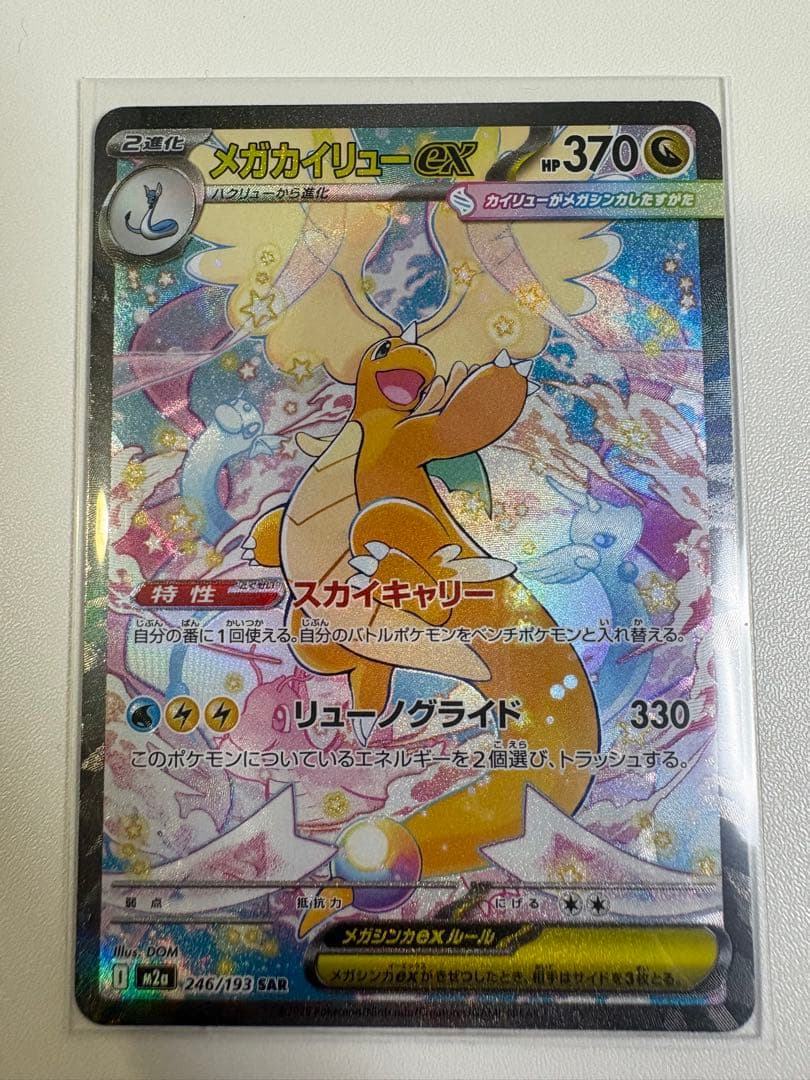 2進化
メガカイリューex
HP370
ハクリューから進化
カイリューがメガシンカしたすがた
特性
スカイキャリー
自分の番に1回使える。自分のバトルポケモンをベンチポケモンと入れ替える。
リューノグライド 330
このポケモンについているエネルギーを2個選び、トラッシュする。
弱点 抵抗力 にげる
メガシンカexルール
メガシンカexがきぜつしたとき、相手はサイドを3枚とる。
Illus. DOM
m2a 246/193 SAR